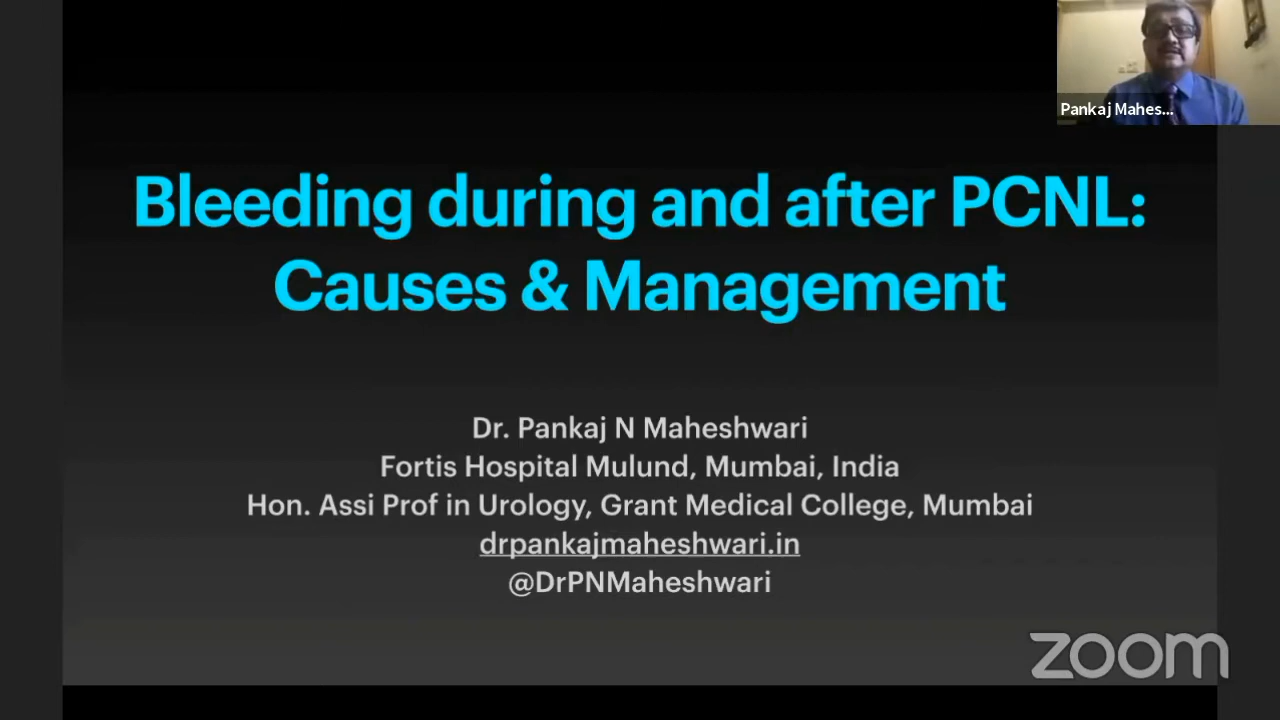 Pankaj Mahes...
Bleeding during and after PCNL:
Causes & Management
Dr. Pankaj N Maheshwari
Fortis Hospital Mulund, Mumbai, India
Hon. Assi Prof in Urology, Grant Medical College, Mumbai
drpankajmaheshwari.in
@DrPNMaheshwari
zoom